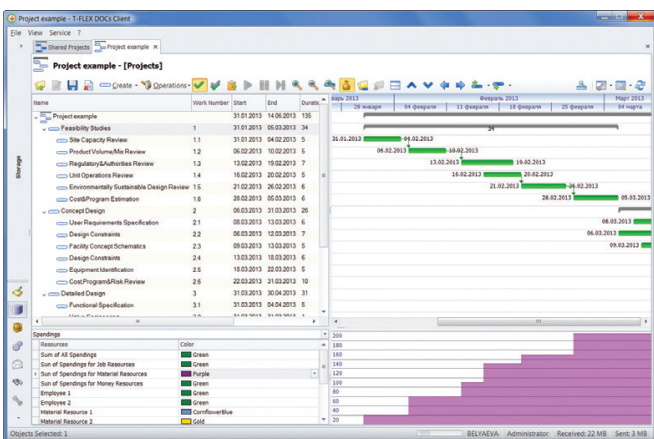 Project example - T-FLEX DOCs Client
File View Service ?
Shared Projects Project example
Project example - [Projects]
Create Operations
Name Work Number Start End Duratic
Project example 31.01.2013 14.06.2013 135
Feasibility Studies 1 31.01.2013 05.03.2013 34
Site Capacity Review 1.1 31.01.2013 04.02.2013 5
Product Volume/Mix Review 1.2 06.02.2013 10.02.2013 5
Regulatory&Authorities Review 1.3 13.02.2013 19.02.2013 7
Unit Operations Review 1.4 16.02.2013 20.02.2013 5
Environmentally Sustainable Design Review 1.5 21.02.2013 26.02.2013 6
Cost&Program Estimation 1.6 28.02.2013 05.03.2013 6
Concept Design 2 06.03.2013 31.03.2013 26
User Requirements Specification 2.1 08.03.2013 13.03.2013 6
Design Constraints 2.2 06.03.2013 12.03.2013 7
Facility Concept Schematics 2.3 09.03.2013 13.03.2013 5
Design Constraints 2.4 13.03.2013 18.03.2013 6
Equipment Identification 2.5 18.03.2013 22.03.2013 5
Cost,Program&Risk Review 2.6 22.03.2013 31.03.2013 10
Detailed Design 3 31.03.2013 30.04.2013 31
Functional Specification 3.1 31.03.2013 04.04.2013 5
варь 2013 Февраль 2013 Март 2013
28 января 04 февраля 11 февраля 18 февраля 25 февраля 04 марта
34
31.01.2013 04.02.2013
06.02.2013 10.02.2013
13.02.2013 19.02.2013
16.02.2013 20.02.2013
21.02.2013 26.02.2013
28.02.2013 05.03.2013
08.03.2013
06.03.2013
09.03.2013
Storage
Spendings
Resources Color
Sum of All Spendings Green
Sun of Spendings for Job Resources Green
Sun of Spendings for Material Resources Purple
Sun of Spendings for Money Resources Green
Employee 1 Green
Employee 2 Green
Material Resource 1 CornflowerBlue
Material Resource 2 Gold
200
180
160
140
120
100
80
60
40
20
Objects Selected: 1 BELYAEVA Administrator Received: 22 MB Sent: 3 MB